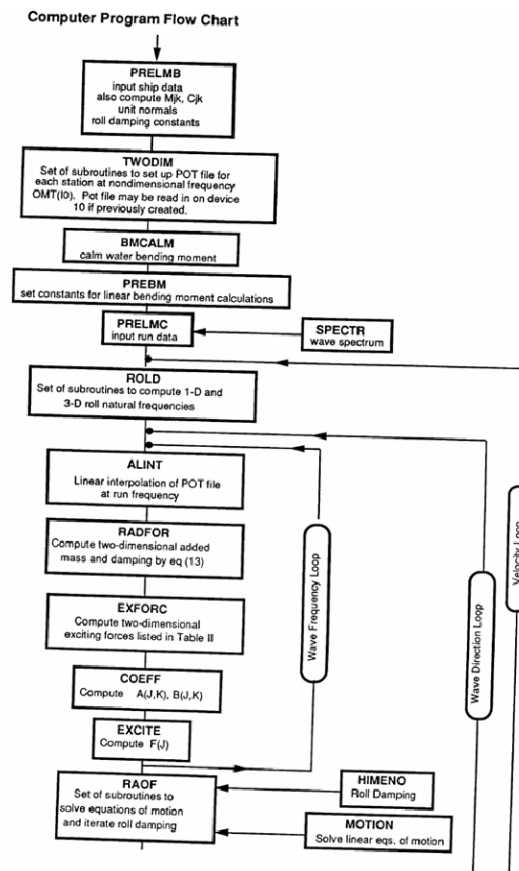 Computer Program Flow Chart
PRELMB
input ship data
also compute Mjk, Cjk
unit normals
roll damping constants
TWODIM
Set of subroutines to set up POT file for
each station at nondimensional frequency
OMT(I0). Pot file may be read in on device
10 if previously created.
BMCALM
calm water bending moment
PREBM
set constants for linear bending moment calculations
PRELMC
input run data
SPECTR
wave spectrum
ROLD
Set of subroutines to compute 1-D and
3-D roll natural frequencies
ALINT
Linear interpolation of POT file
at run frequency
RADFOR
Compute two-dimensional added
mass and damping by eq (13)
EXFORC
Compute two-dimensional
exciting forces listed in Table III
COEFF
Compute A(J,K), B(J,K)
EXCITE
Compute F(J)
RAOF
Set of subroutines to
solve equations of motion
and iterate roll damping
HIMENO
Roll Damping
MOTION
Solve linear eqs. of motion
Wave Frequency Loop
Wave Direction Loop
Velocity Loop